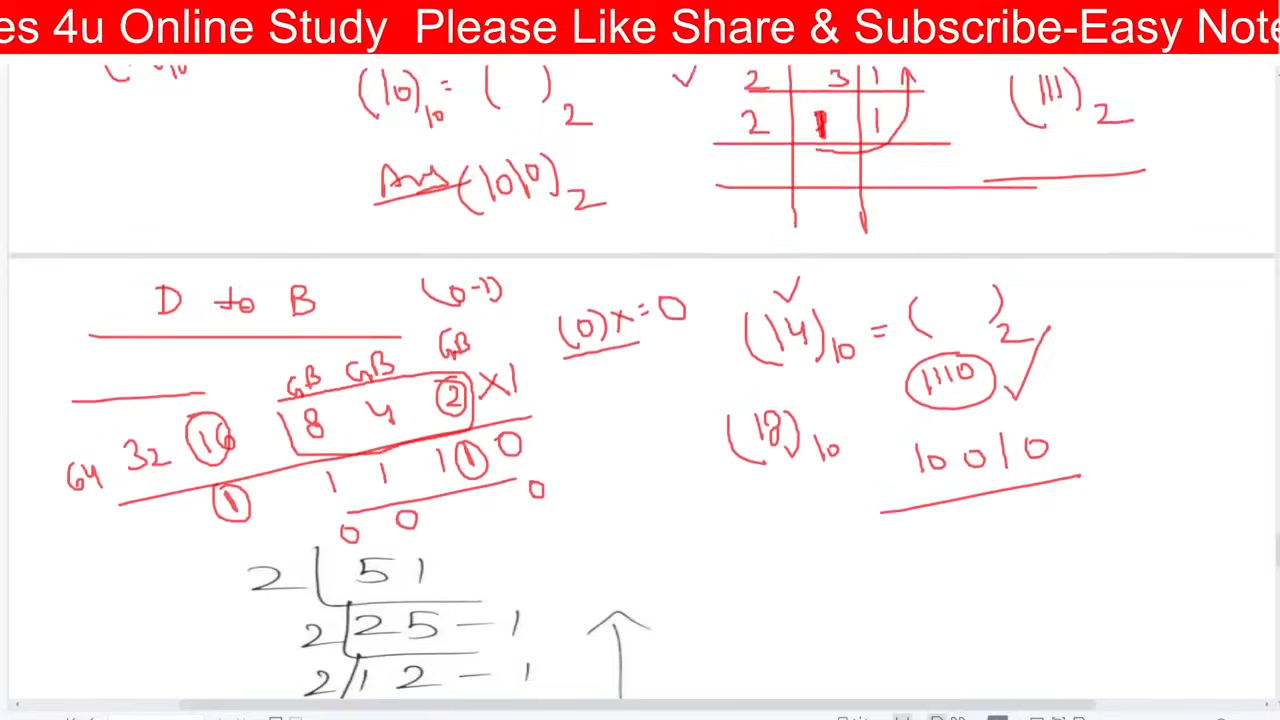 es 4u Online Study Please Like Share & Subscribe-Easy Note
(10)10 = ( )2
Ans (1010)2
2 3 1
2 1 1
✓
(111)2
D to B (0-1)
(0) X = 0
GB GB GB
64 32 16 8 4 2 X1
1 1 1 1 1 0
0 0 0
(14)10 = ( )2
1110
(18)10 10010
2 51
2 25 - 1
2 12 - 1